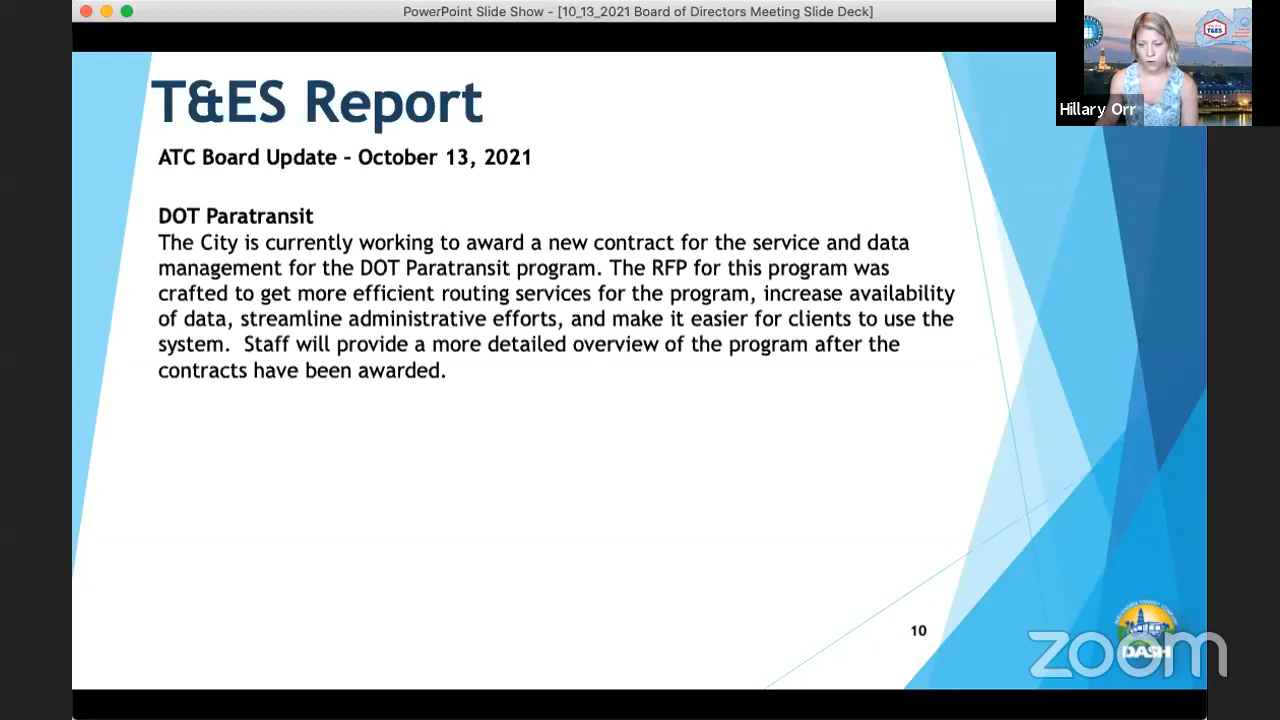 PowerPoint Slide Show - [10_13_2021 Board of Directors Meeting Slide Deck]
T&ES
Hillary Orr
T&ES Report
ATC Board Update – October 13, 2021
DOT Paratransit
The City is currently working to award a new contract for the service and data
management for the DOT Paratransit program. The RFP for this program was
crafted to get more efficient routing services for the program, increase availability
of data, streamline administrative efforts, and make it easier for clients to use the
system.  Staff will provide a more detailed overview of the program after the
contracts have been awarded.
10
DASH
zoom